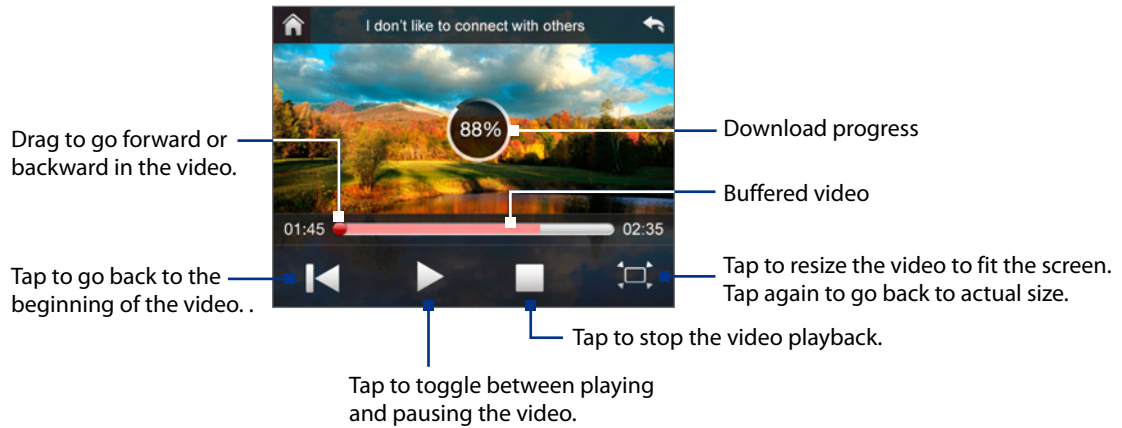 I don't like to connect with others
88%
Download progress
Drag to go forward or
backward in the video.
Buffered video
01:45
02:35
Tap to go back to the
beginning of the video. .
Tap to resize the video to fit the screen.
Tap again to go back to actual size.
Tap to stop the video playback.
Tap to toggle between playing
and pausing the video.